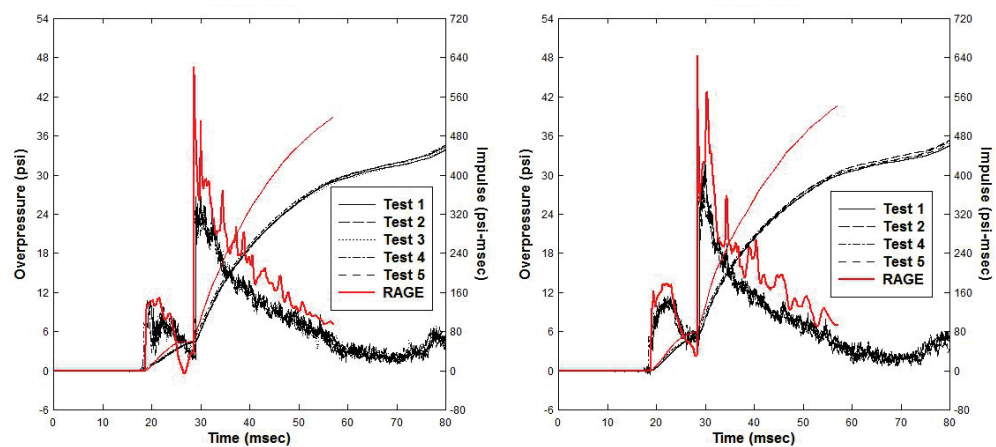 54
48
42
36
30
24
18
12
6
0
-6
Overpressure (psi)
720
640
560
480
400
320
240
160
80
0
-80
Impulse (psi-msec)
0 10 20 30 40 50 60 70 80
Time (msec)
Test 1
Test 2
Test 3
Test 4
Test 5
RAGE
54
48
42
36
30
24
18
12
6
0
-6
Overpressure (psi)
720
640
560
480
400
320
240
160
80
0
-80
Impulse (psi-msec)
0 10 20 30 40 50 60 70 80
Time (msec)
Test 1
Test 2
Test 4
Test 5
RAGE